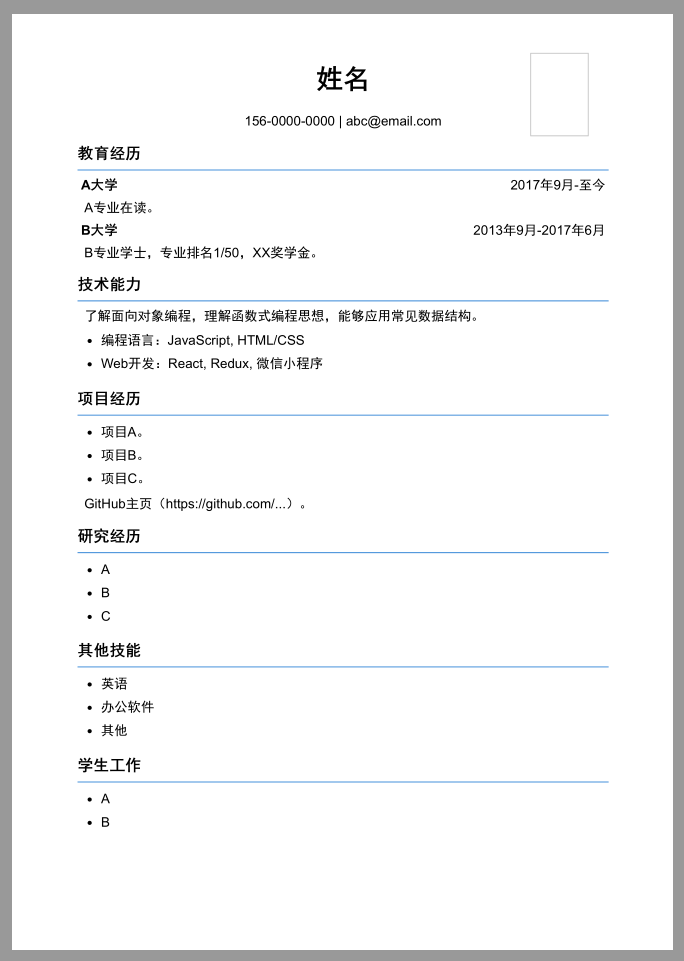 姓名
156-0000-0000 | abc@email.com
教育经历
A大学 2017年9月-至今
A专业在读。
B大学 2013年9月-2017年6月
B专业学士，专业排名1/50，XX奖学金。
技术能力
了解面向对象编程，理解函数式编程思想，能够应用常见数据结构。
• 编程语言：JavaScript, HTML/CSS
• Web开发：React, Redux, 微信小程序
项目经历
• 项目A。
• 项目B。
• 项目C。
GitHub主页（https://github.com/...）。
研究经历
• A
• B
• C
其他技能
• 英语
• 办公软件
• 其他
学生工作
• A
• B